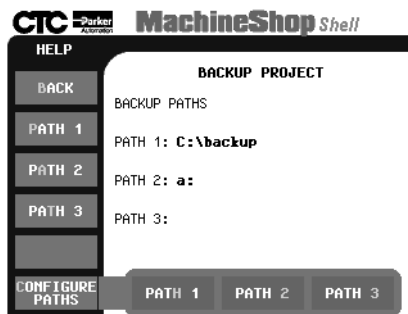 CTC Parker Automation MachineShop Shell
HELP
BACK
PATH 1
PATH 2
PATH 3
CONFIGURE PATHS
BACKUP PROJECT
BACKUP PATHS
PATH 1: C:\backup
PATH 2: a:
PATH 3:
PATH 1 PATH 2 PATH 3